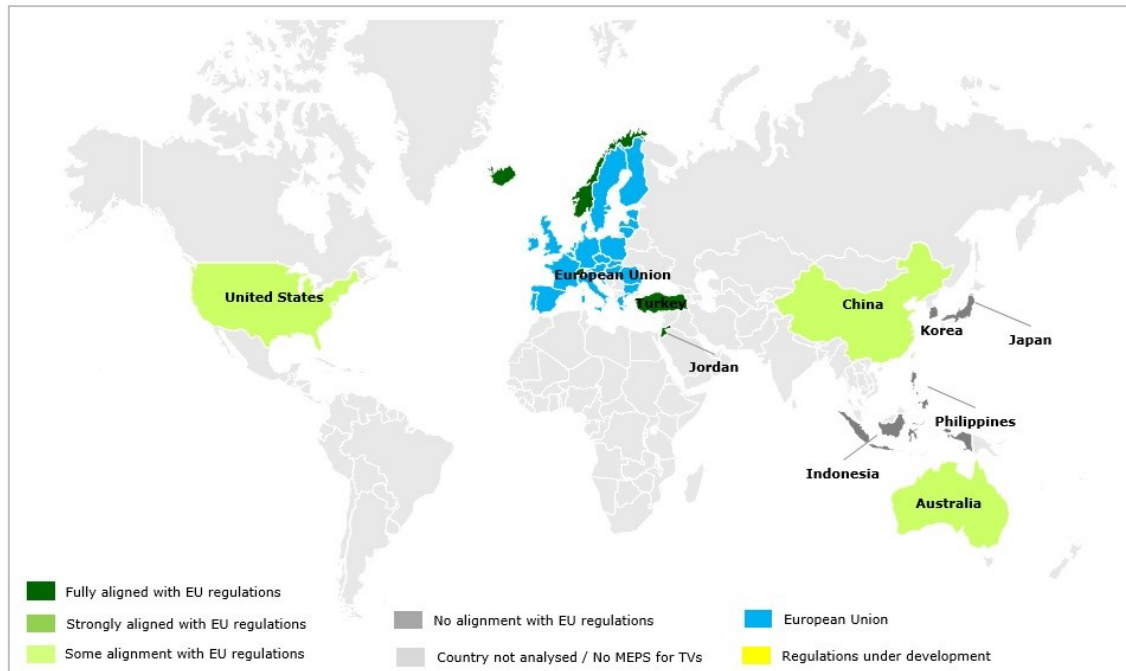 United States
European Union
Turkey
China
Korea
Japan
Jordan
Philippines
Indonesia
Australia
Fully aligned with EU regulations
Strongly aligned with EU regulations
Some alignment with EU regulations
No alignment with EU regulations
Country not analysed / No MEPS for TVs
European Union
Regulations under development